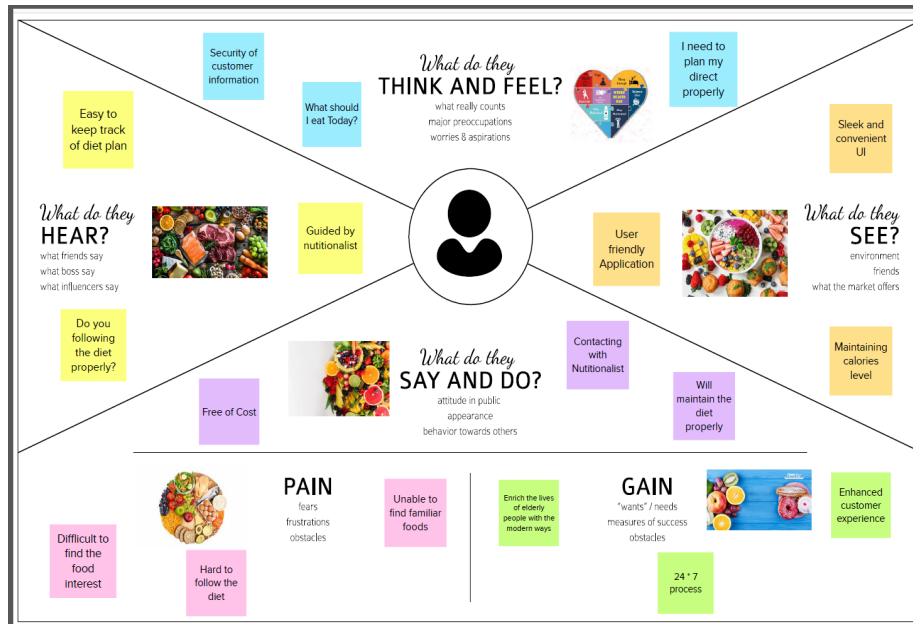 What do they
THINK AND FEEL?
what really counts
major preoccupations
worries & aspirations
Security of
customer
information
What should
I eat Today?
I need to
plan my
direct
properly
Easy to
keep track
of diet plan
What do they
HEAR?
what friends say
what boss say
what influencers say
Guided by
nutitionalist
Do you
following
the diet
properly?
Sleek and
convenient
UI
User
friendly
Application
What do they
SEE?
environment
friends
what the market offers
Maintaining
calories
level
What do they
SAY AND DO?
attitude in public
appearance
behavior towards others
Free of Cost
Contacting
with
Nutitionalist
Will
maintain the
diet
properly
PAIN
fears
frustrations
obstacles
Unable to
find familiar
foods
Difflicult to
find the
food
interest
Hard to
follow the
diet
GAIN
"wants" / needs
measures of success
obstacles
Enrich the lives
of elderly
people with the
modern ways
24 * 7
process
Enhanced
customer
experience